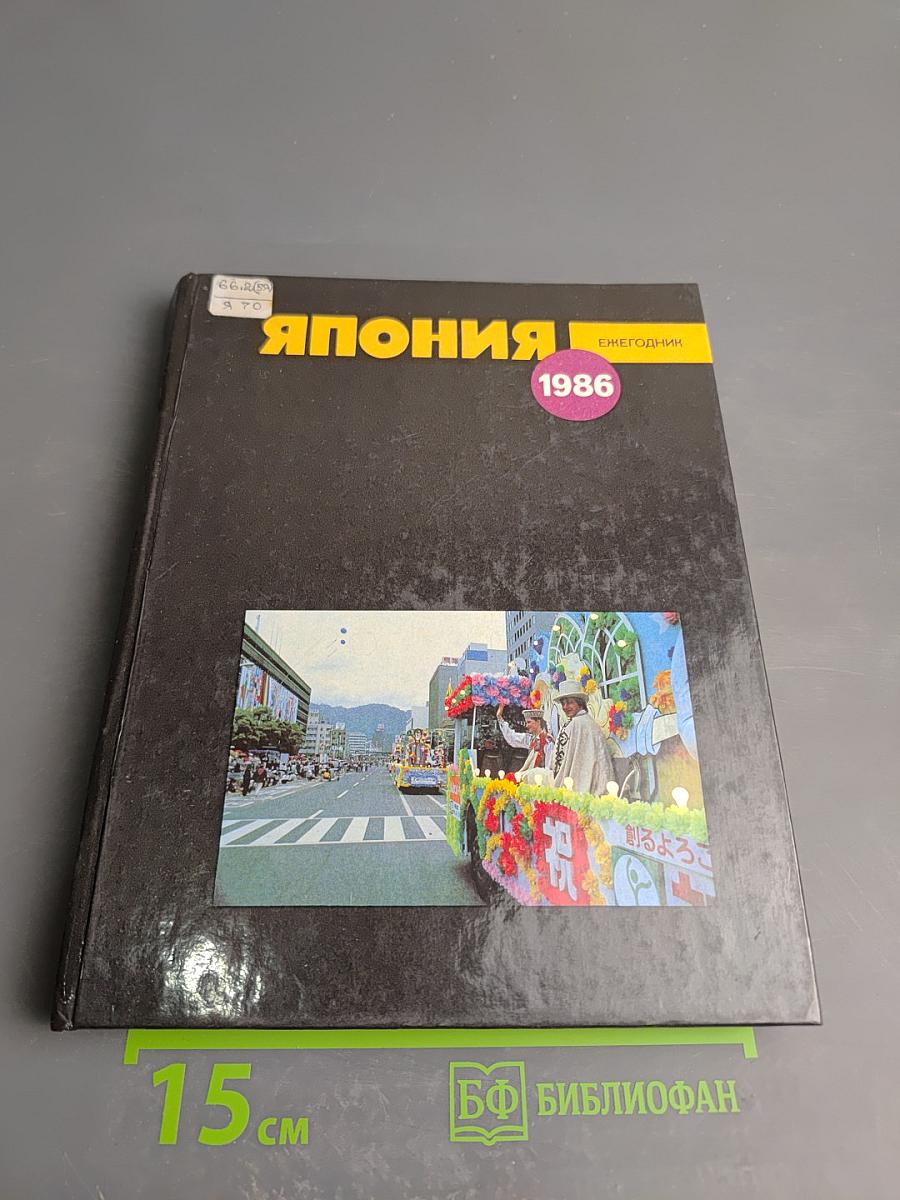 66.2(5Я)
Я 70
ЯПОНИЯ
ЕЖЕГОДНИК
1986
祝
創るよろこ
15 см
БФ БИБЛИОФАН